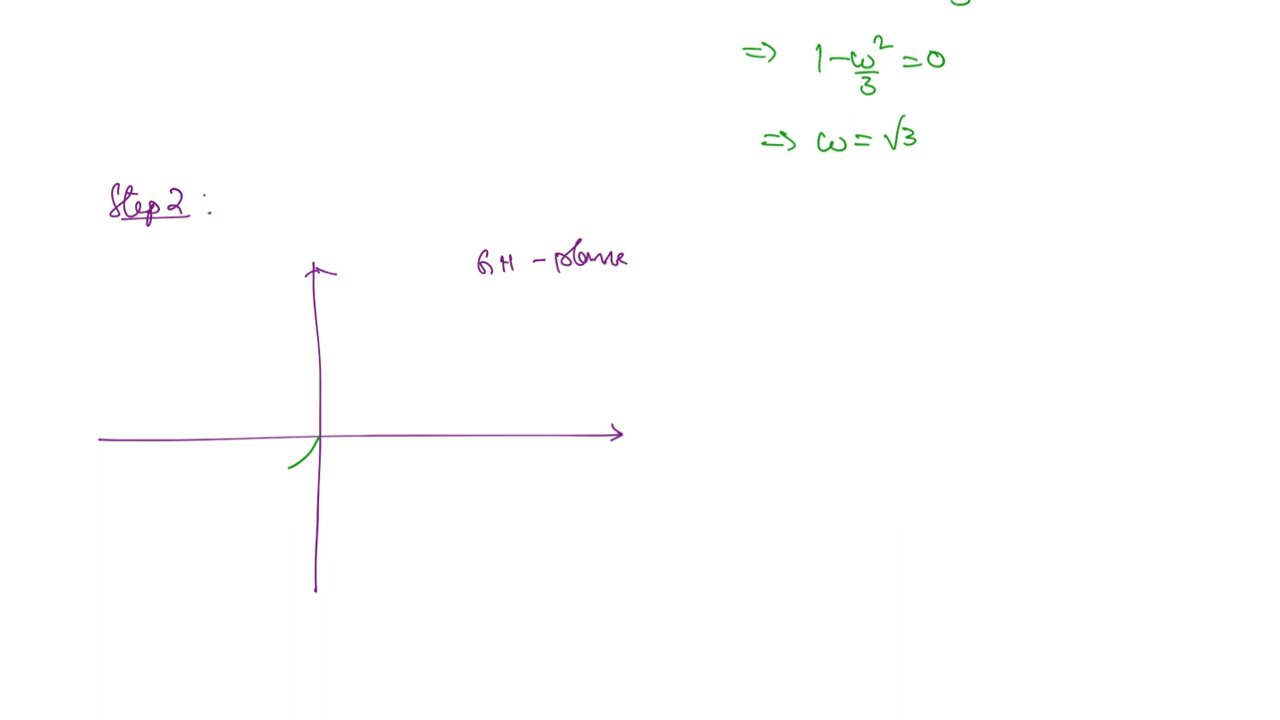 => 1 - ω²/3 = 0
=> ω = √3
Step 2 :
GH - plane